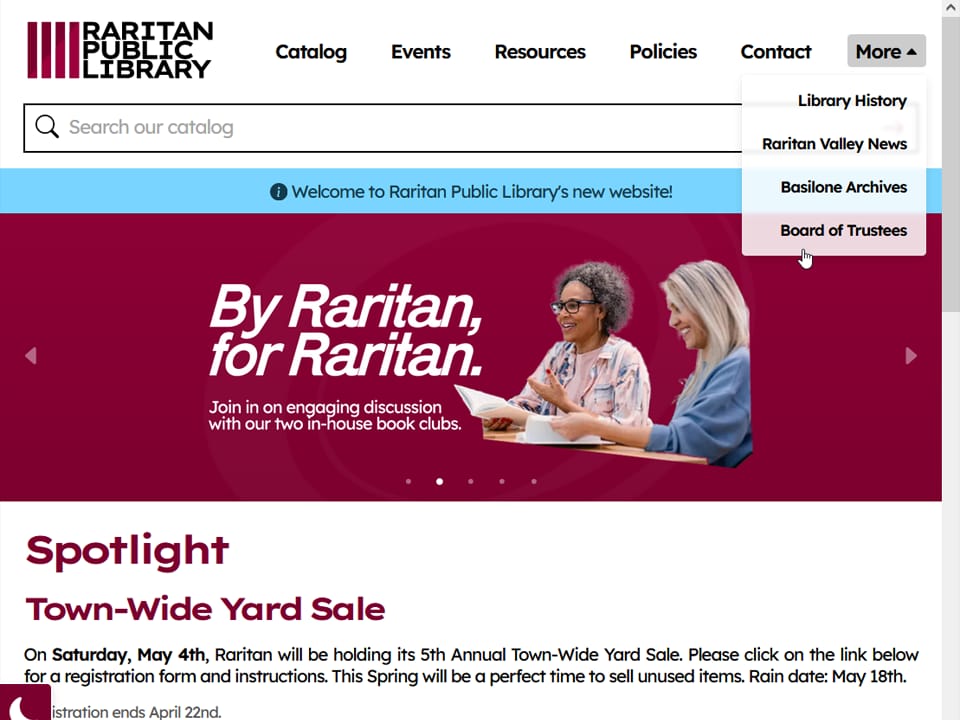 RARITAN
PUBLIC
LIBRARY
Catalog
Events
Resources
Policies
Contact
More
Library History
Raritan Valley News
Basilone Archives
Board of Trustees
Search our catalog
Welcome to Raritan Public Library's new website!
By Raritan,
for Raritan.
Join in on engaging discussion
with our two in-house book clubs.
Spotlight
Town-Wide Yard Sale
On Saturday, May 4th, Raritan will be holding its 5th Annual Town-Wide Yard Sale. Please click on the link below
for a registration form and instructions. This Spring will be a perfect time to sell unused items. Rain date: May 18th.
ends April 22nd.